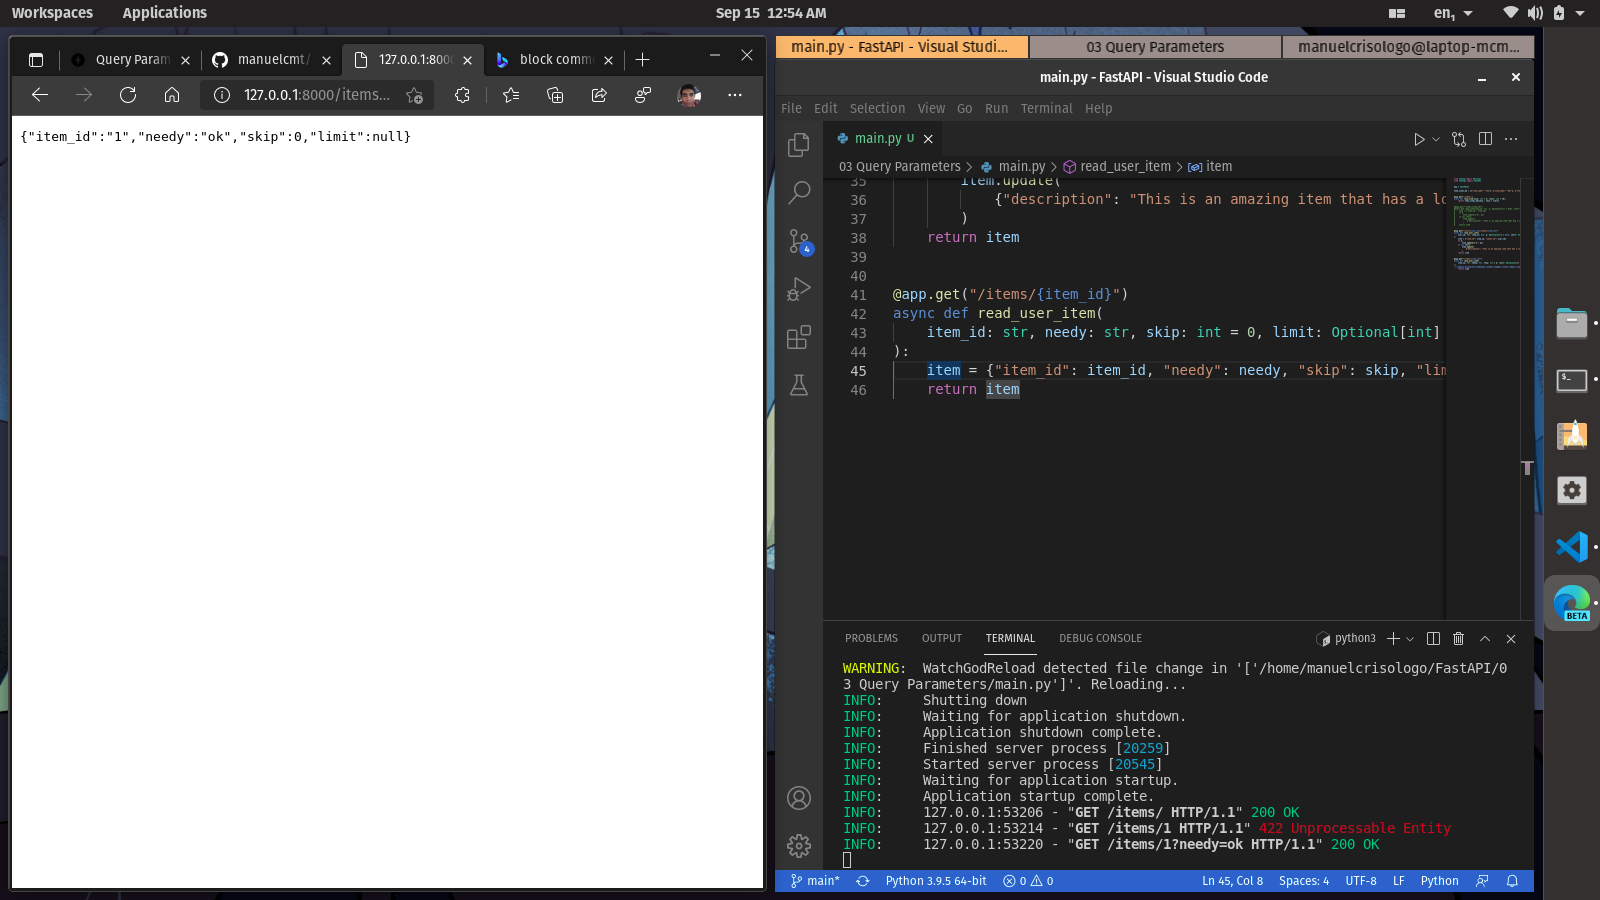 Workspaces
Applications
Sep 15 12:54 AM
en₁
Query Param
manuelcmt/
127.0.0.1:8000
block comm
127.0.0.1:8000/items...
{"item_id":"1","needy":"ok","skip":0,"limit":null}
main.py - FastAPI - Visual Studi...
03 Query Parameters
manuelcrisologo@laptop-mcm...
main.py - FastAPI - Visual Studio Code
File Edit Selection View Go Run Terminal Help
main.py U
03 Query Parameters > main.py > read_user_item > item
35 item.update(
36 {"description": "This is an amazing item that has a lo
37 )
38 return item
39
40
41 @app.get("/items/{item_id}")
42 async def read_user_item(
43 item_id: str, needy: str, skip: int = 0, limit: Optional[int]
44 ):
45 item = {"item_id": item_id, "needy": needy, "skip": skip, "lim
46 return item
4
PROBLEMS OUTPUT TERMINAL DEBUG CONSOLE
python3
WARNING: WatchGodReload detected file change in '['/home/manuelcrisologo/FastAPI/0
3 Query Parameters/main.py']'. Reloading...
INFO: Shutting down
INFO: Waiting for application shutdown.
INFO: Application shutdown complete.
INFO: Finished server process [20259]
INFO: Started server process [20545]
INFO: Waiting for application startup.
INFO: Application startup complete.
INFO: 127.0.0.1:53206 - "GET /items/ HTTP/1.1" 200 OK
INFO: 127.0.0.1:53214 - "GET /items/1 HTTP/1.1" 422 Unprocessable Entity
INFO: 127.0.0.1:53220 - "GET /items/1?needy=ok HTTP/1.1" 200 OK
main*
Python 3.9.5 64-bit
0
0
Ln 45, Col 8
Spaces: 4
UTF-8
LF
Python
BETA